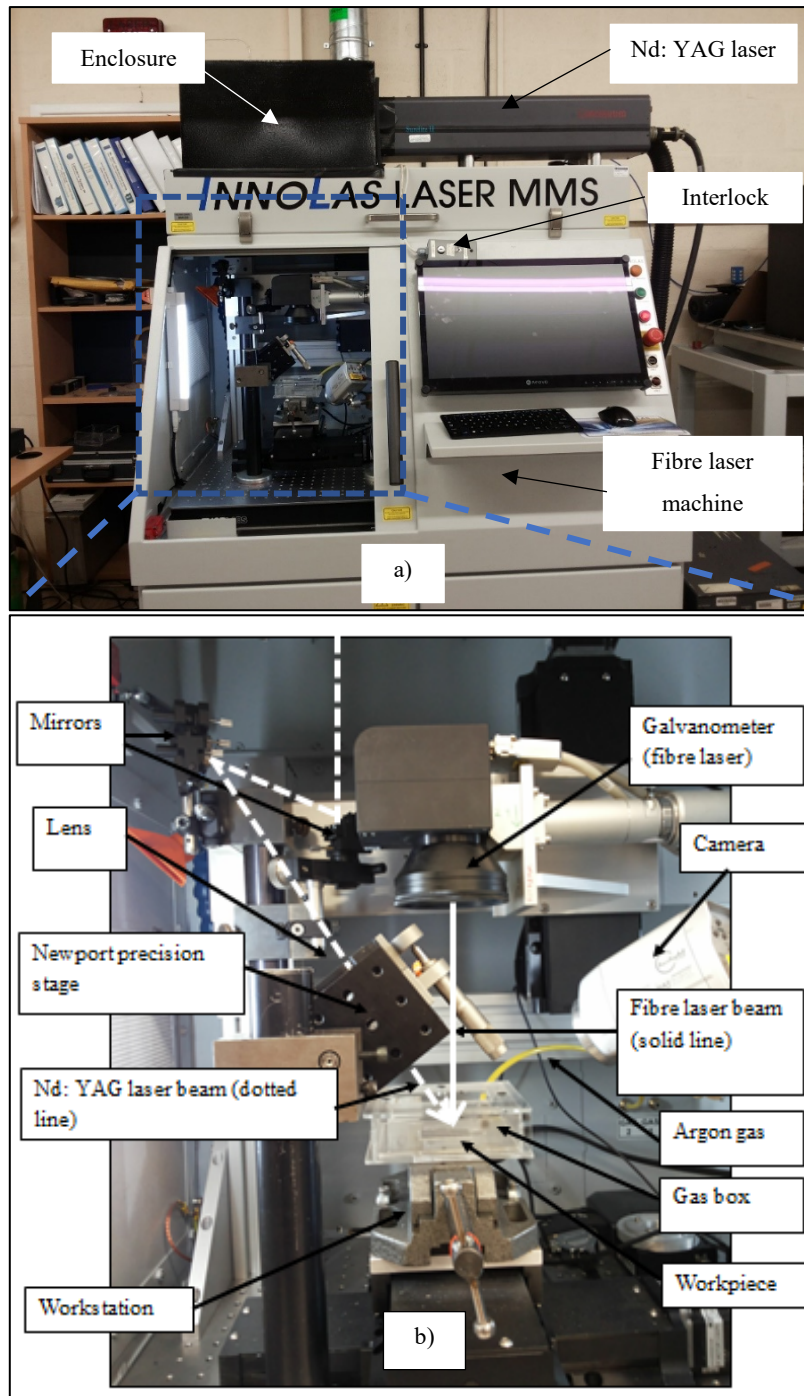 Enclosure
Nd: YAG laser
INNOLAS LASER MMS
Interlock
Fibre laser
machine
a)
Mirrors
Galvanometer
(fibre laser)
Lens
Camera
Newport precision
stage
Fibre laser beam
(solid line)
Nd: YAG laser beam (dotted
line)
Argon gas
Gas box
Workpiece
Workstation
b)